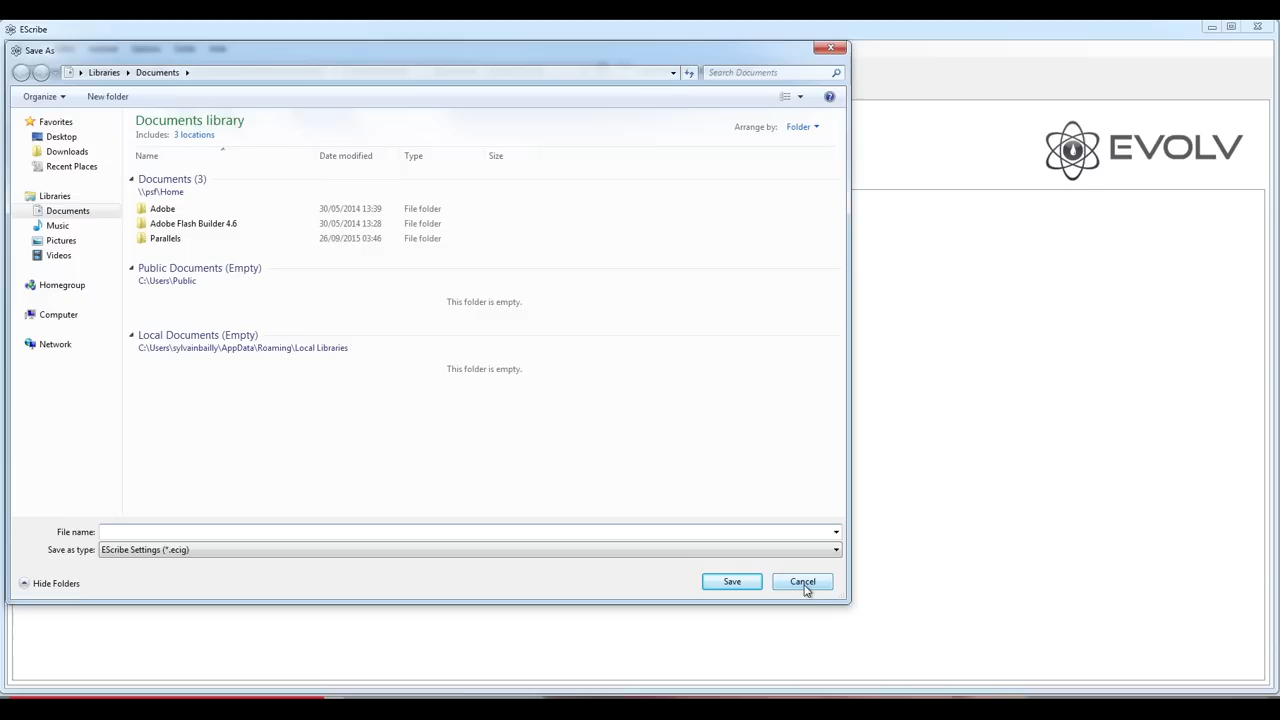 EScribe
Save As
Libraries Documents
Search Documents
Organize New folder
Documents library
Includes: 3 locations
Arrange by: Folder
Name Date modified Type Size
Favorites
Desktop
Downloads
Recent Places
Libraries
Documents
Music
Pictures
Videos
Homegroup
Computer
Network
Documents (3)
\\psf\Home
Adobe 30/05/2014 13:39 File folder
Adobe Flash Builder 4.6 30/05/2014 13:28 File folder
Parallels 26/09/2015 03:46 File folder
Public Documents (Empty)
C:\Users\Public
This folder is empty.
Local Documents (Empty)
C:\Users\sylvainbailly\AppData\Roaming\Local Libraries
This folder is empty.
File name:
Save as type: EScribe Settings (*.ecig)
Hide Folders
Save Cancel
EVOLV